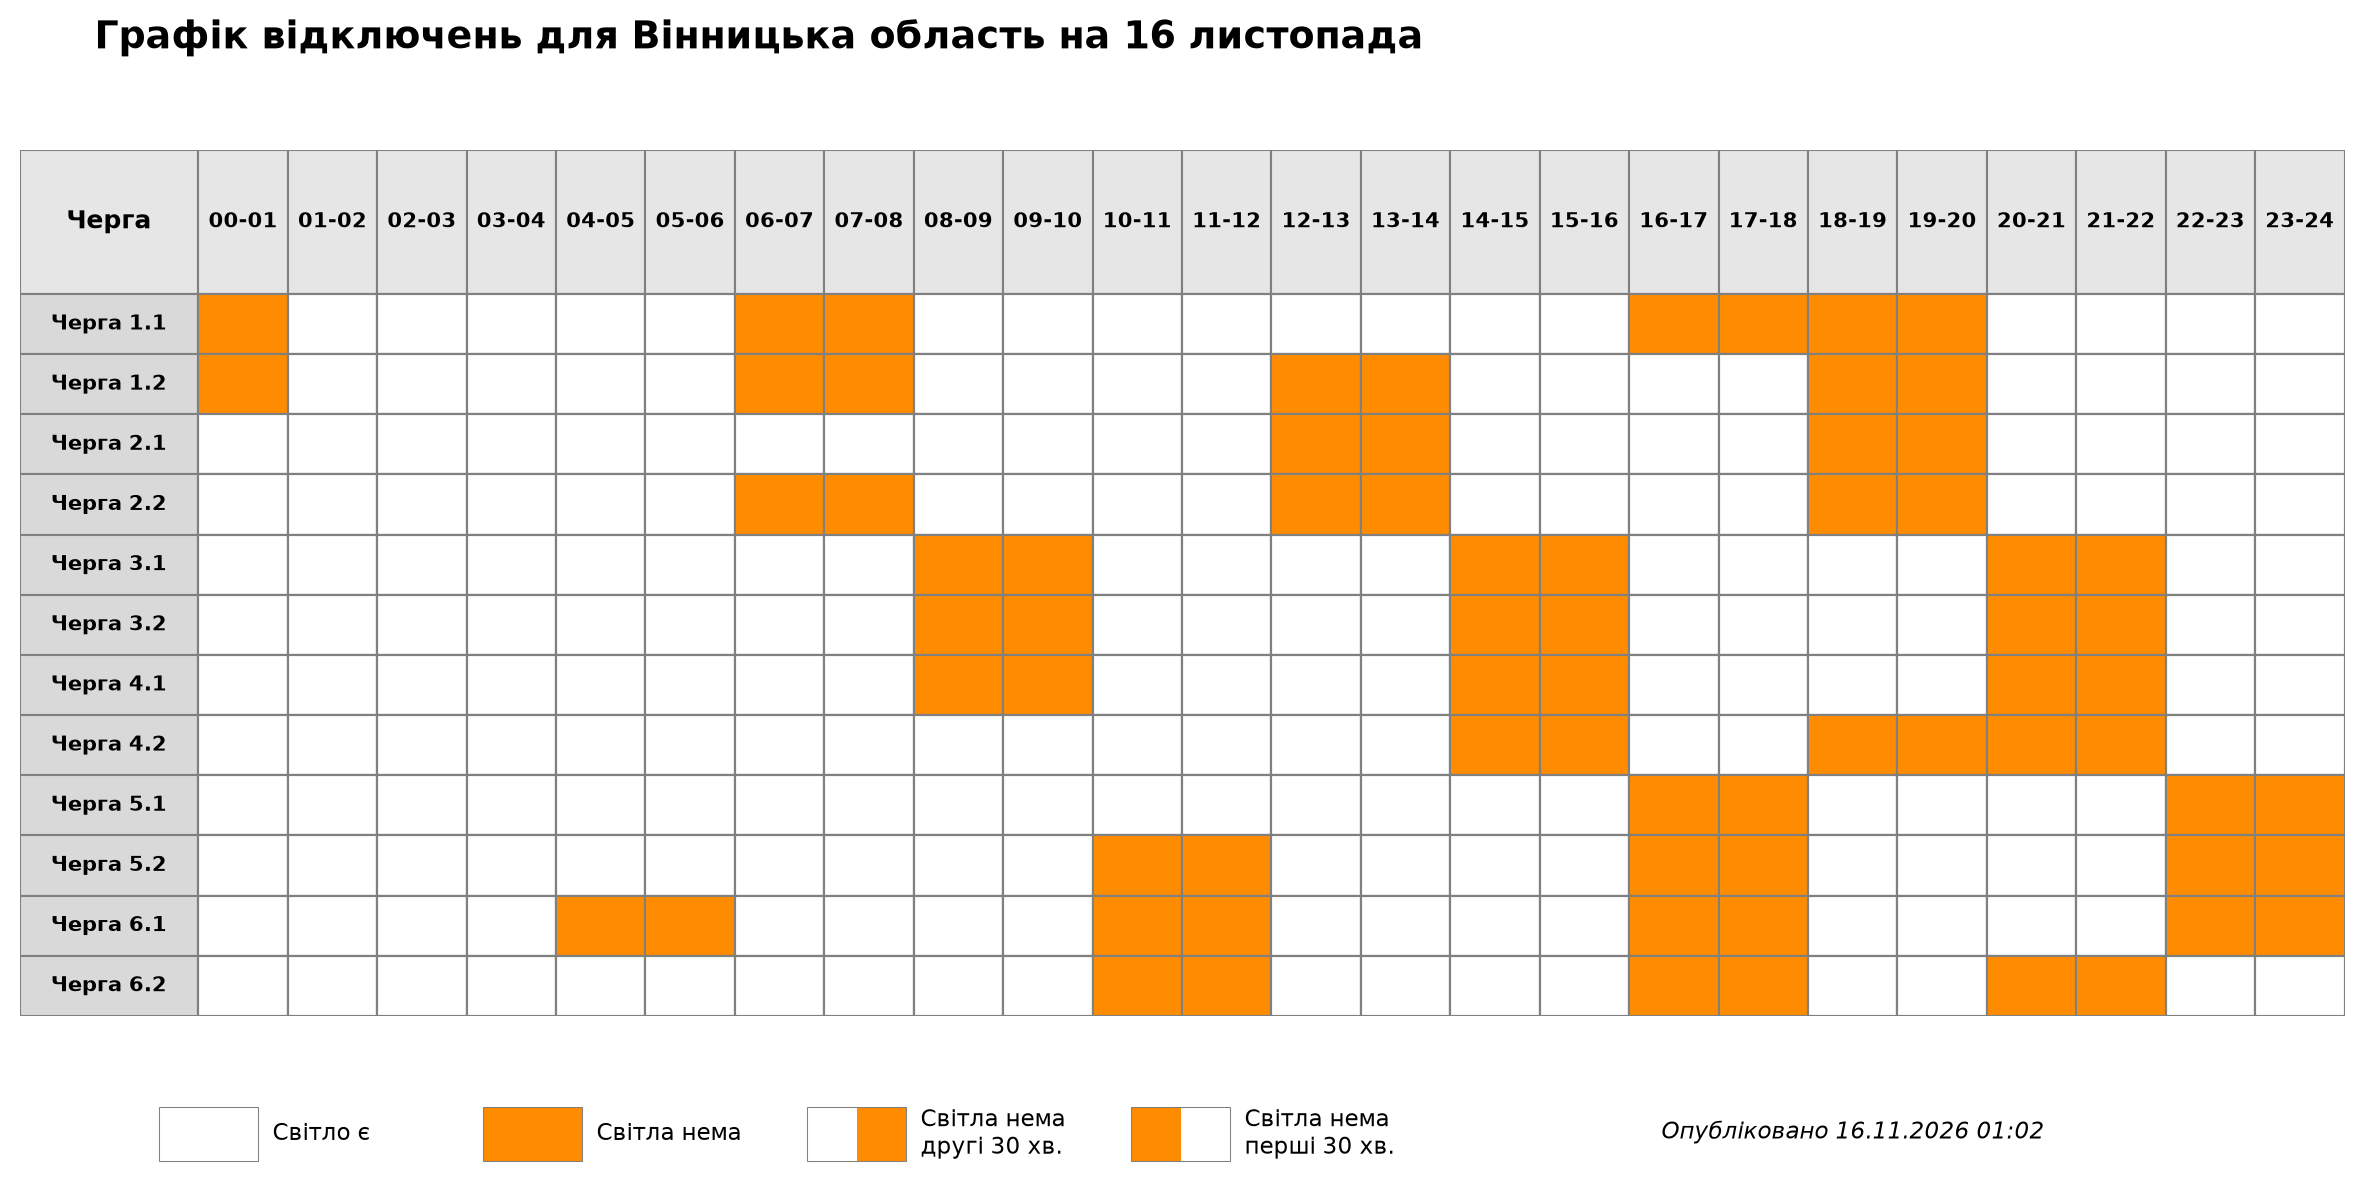 Графік відключень для Вінницька область на 16 листопада
Черга 00-01 01-02 02-03 03-04 04-05 05-06 06-07 07-08 08-09 09-10 10-11 11-12 12-13 13-14 14-15 15-16 16-17 17-18 18-19 19-20 20-21 21-22 22-23 23-24
Черга 1.1
Черга 1.2
Черга 2.1
Черга 2.2
Черга 3.1
Черга 3.2
Черга 4.1
Черга 4.2
Черга 5.1
Черга 5.2
Черга 6.1
Черга 6.2
Світло є
Світла нема
Світла нема
другі 30 хв.
Світла нема
перші 30 хв.
Опубліковано 16.11.2026 01:02